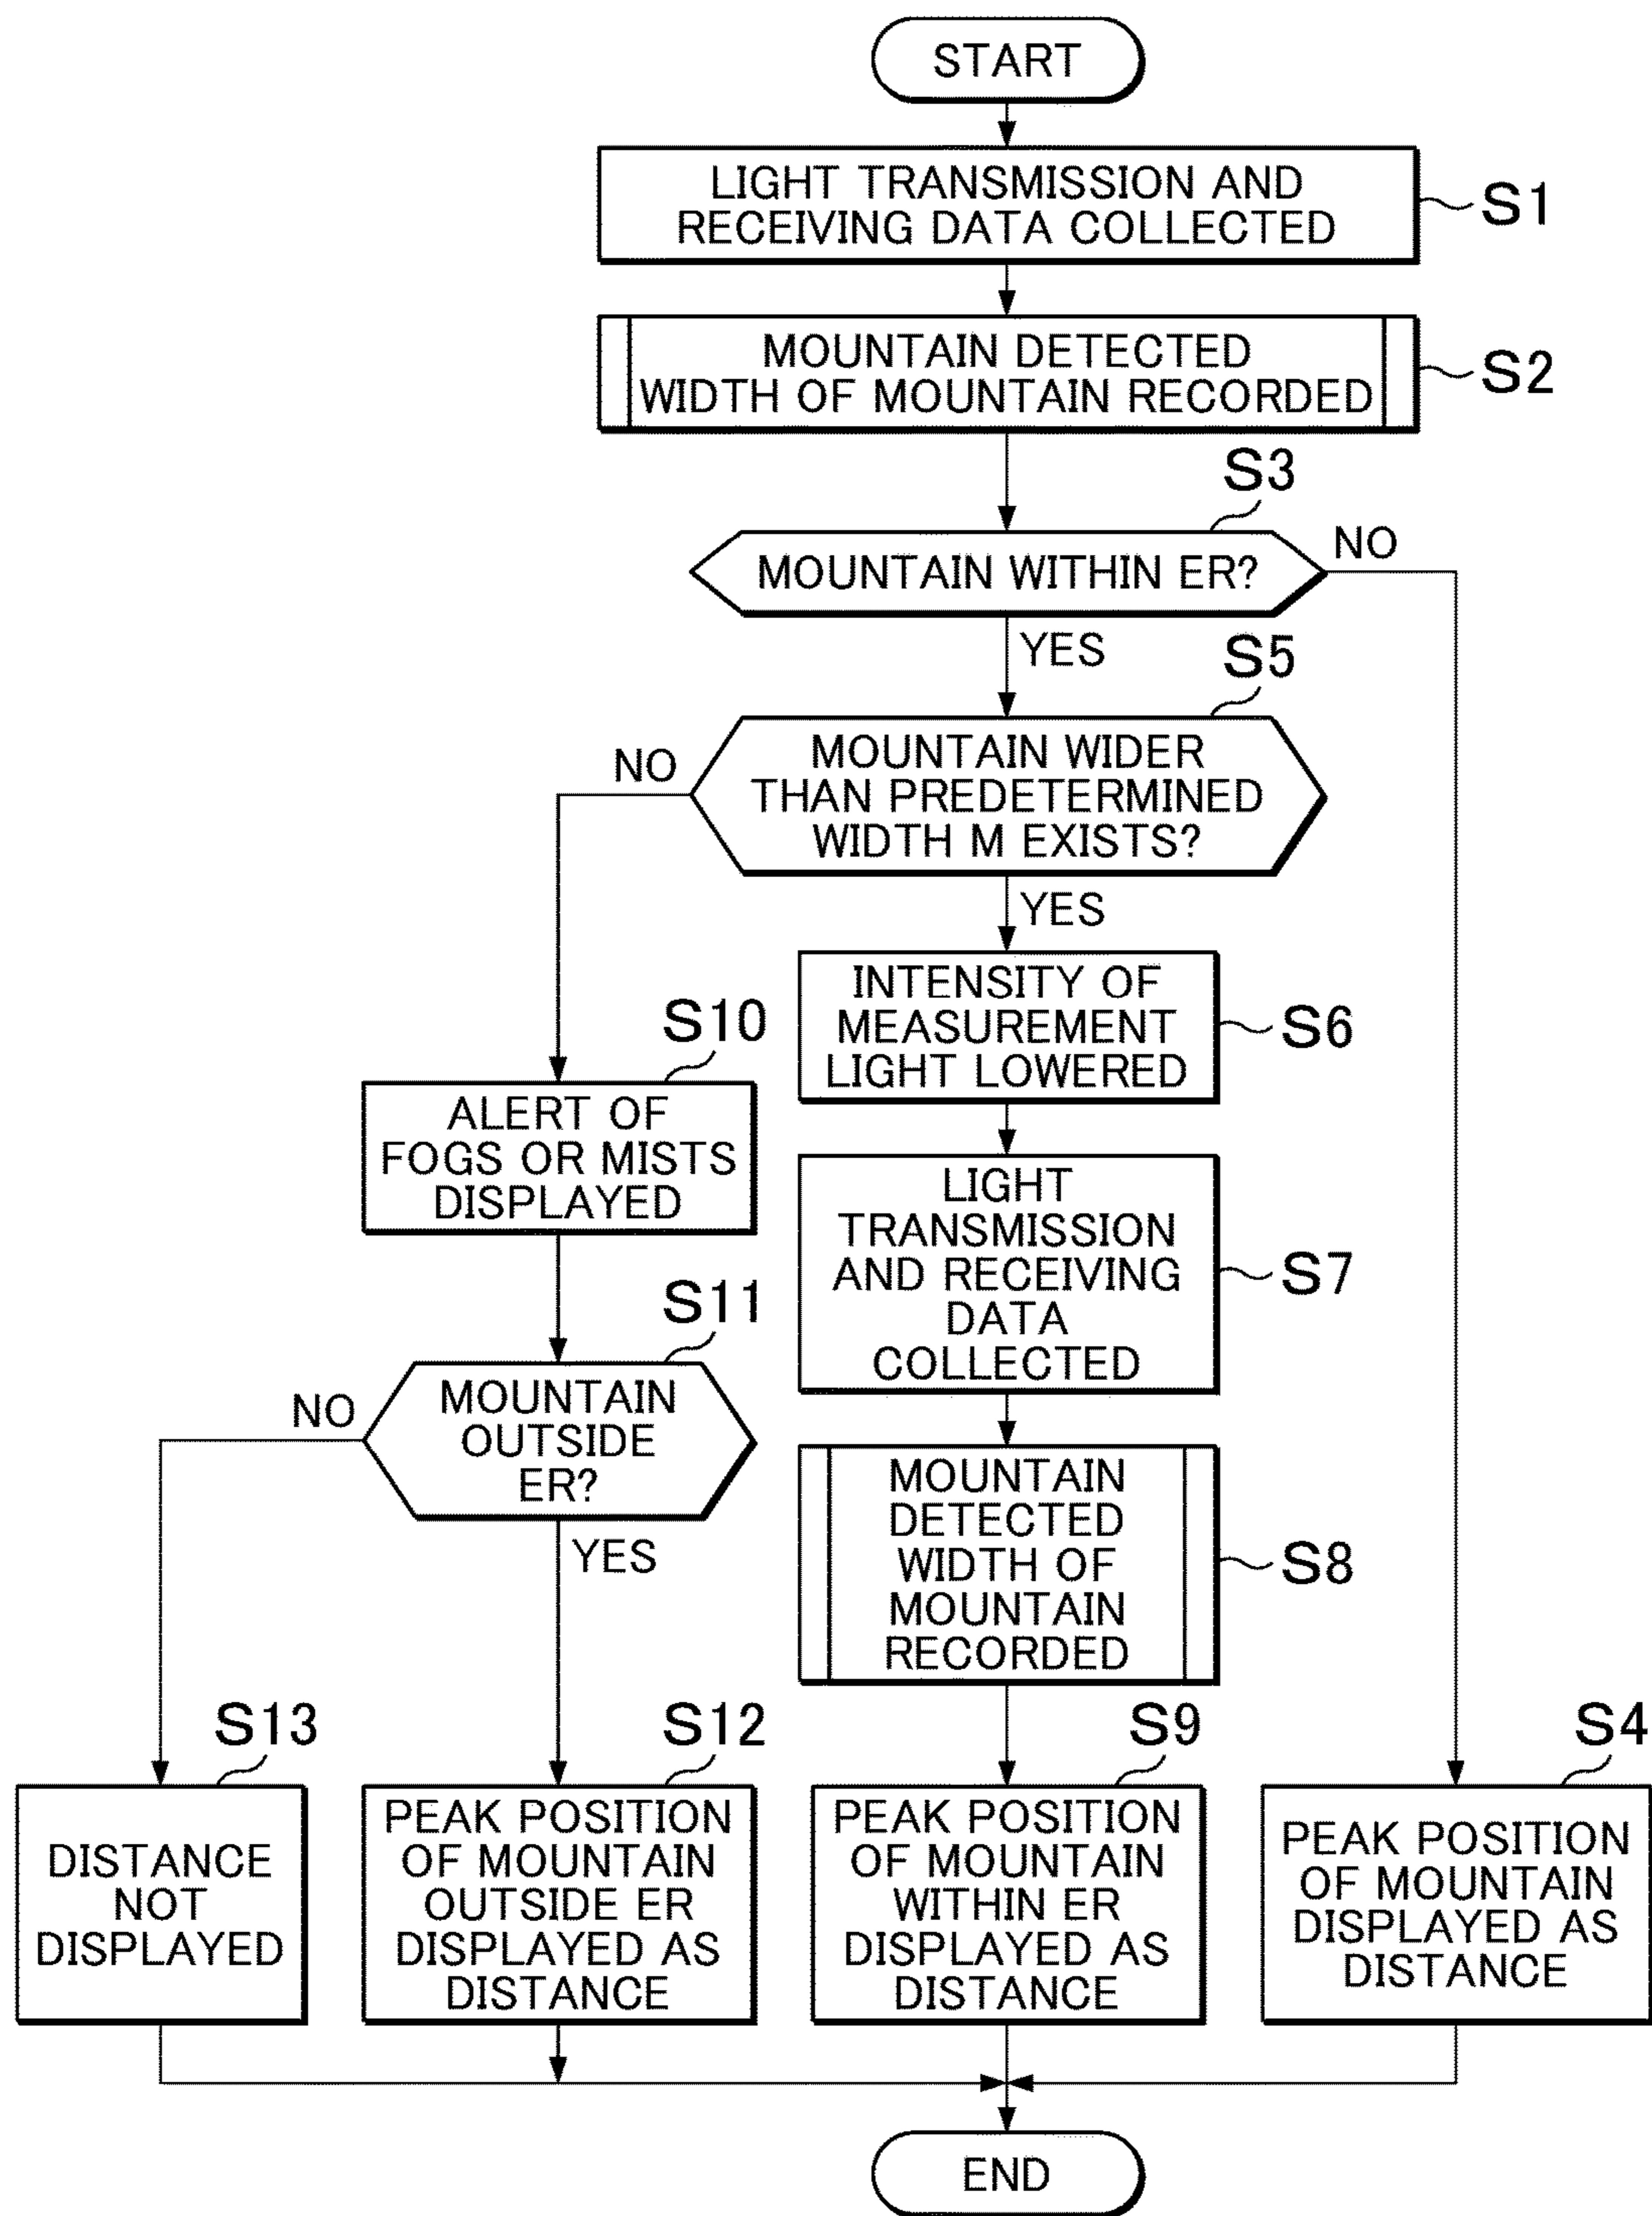 START
LIGHT TRANSMISSION AND
RECEIVING DATA COLLECTED
S1
MOUNTAIN DETECTED
WIDTH OF MOUNTAIN RECORDED
S2
S3
MOUNTAIN WITHIN ER?
NO
YES
S5
MOUNTAIN WIDER
THAN PREDETERMINED
WIDTH M EXISTS?
NO
YES
INTENSITY OF
MEASUREMENT
LIGHT LOWERED
S6
S10
ALERT OF
FOGS OR MISTS
DISPLAYED
LIGHT
TRANSMISSION
AND RECEIVING
DATA
COLLECTED
S7
S11
MOUNTAIN
OUTSIDE
ER?
NO
YES
MOUNTAIN
DETECTED
WIDTH OF
MOUNTAIN
RECORDED
S8
S13
DISTANCE
NOT
DISPLAYED
S12
PEAK POSITION
OF MOUNTAIN
OUTSIDE ER
DISPLAYED AS
DISTANCE
S9
PEAK POSITION
OF MOUNTAIN
WITHIN ER
DISPLAYED AS
DISTANCE
S4
PEAK POSITION
OF MOUNTAIN
DISPLAYED AS
DISTANCE
END